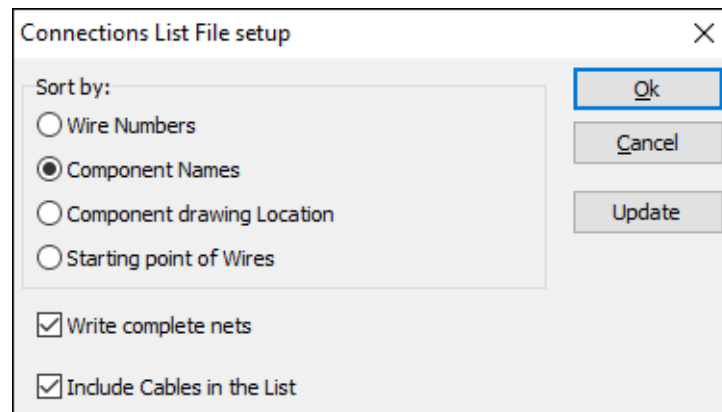 Connections List File setup
Sort by:
Wire Numbers
Component Names
Component drawing Location
Starting point of Wires
Write complete nets
Include Cables in the List
Ok
Cancel
Update